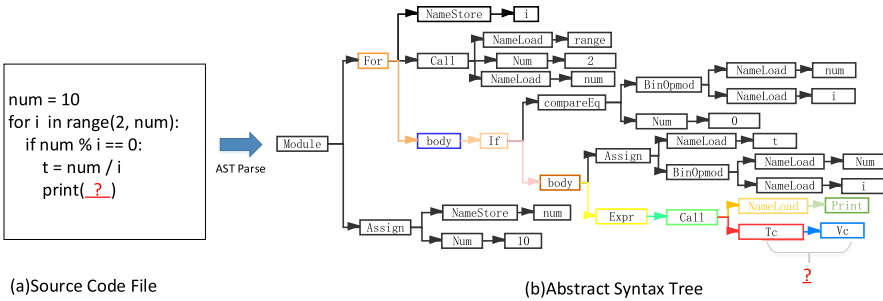 num = 10
for i in range(2, num):
if num % i == 0:
t = num / i
print( ? )
(a)Source Code File
AST Parse
Module
For
NameStore
i
Call
NameLoad
range
Num
2
NameLoad
num
body
If
compareEq
BinOpmod
NameLoad
num
NameLoad
i
Num
0
body
Assign
NameLoad
t
BinOpmod
NameLoad
Num
NameLoad
i
Expr
Call
NameLoad
Print
Tc
Vc
?
Assign
NameStore
num
Num
10
(b)Abstract Syntax Tree